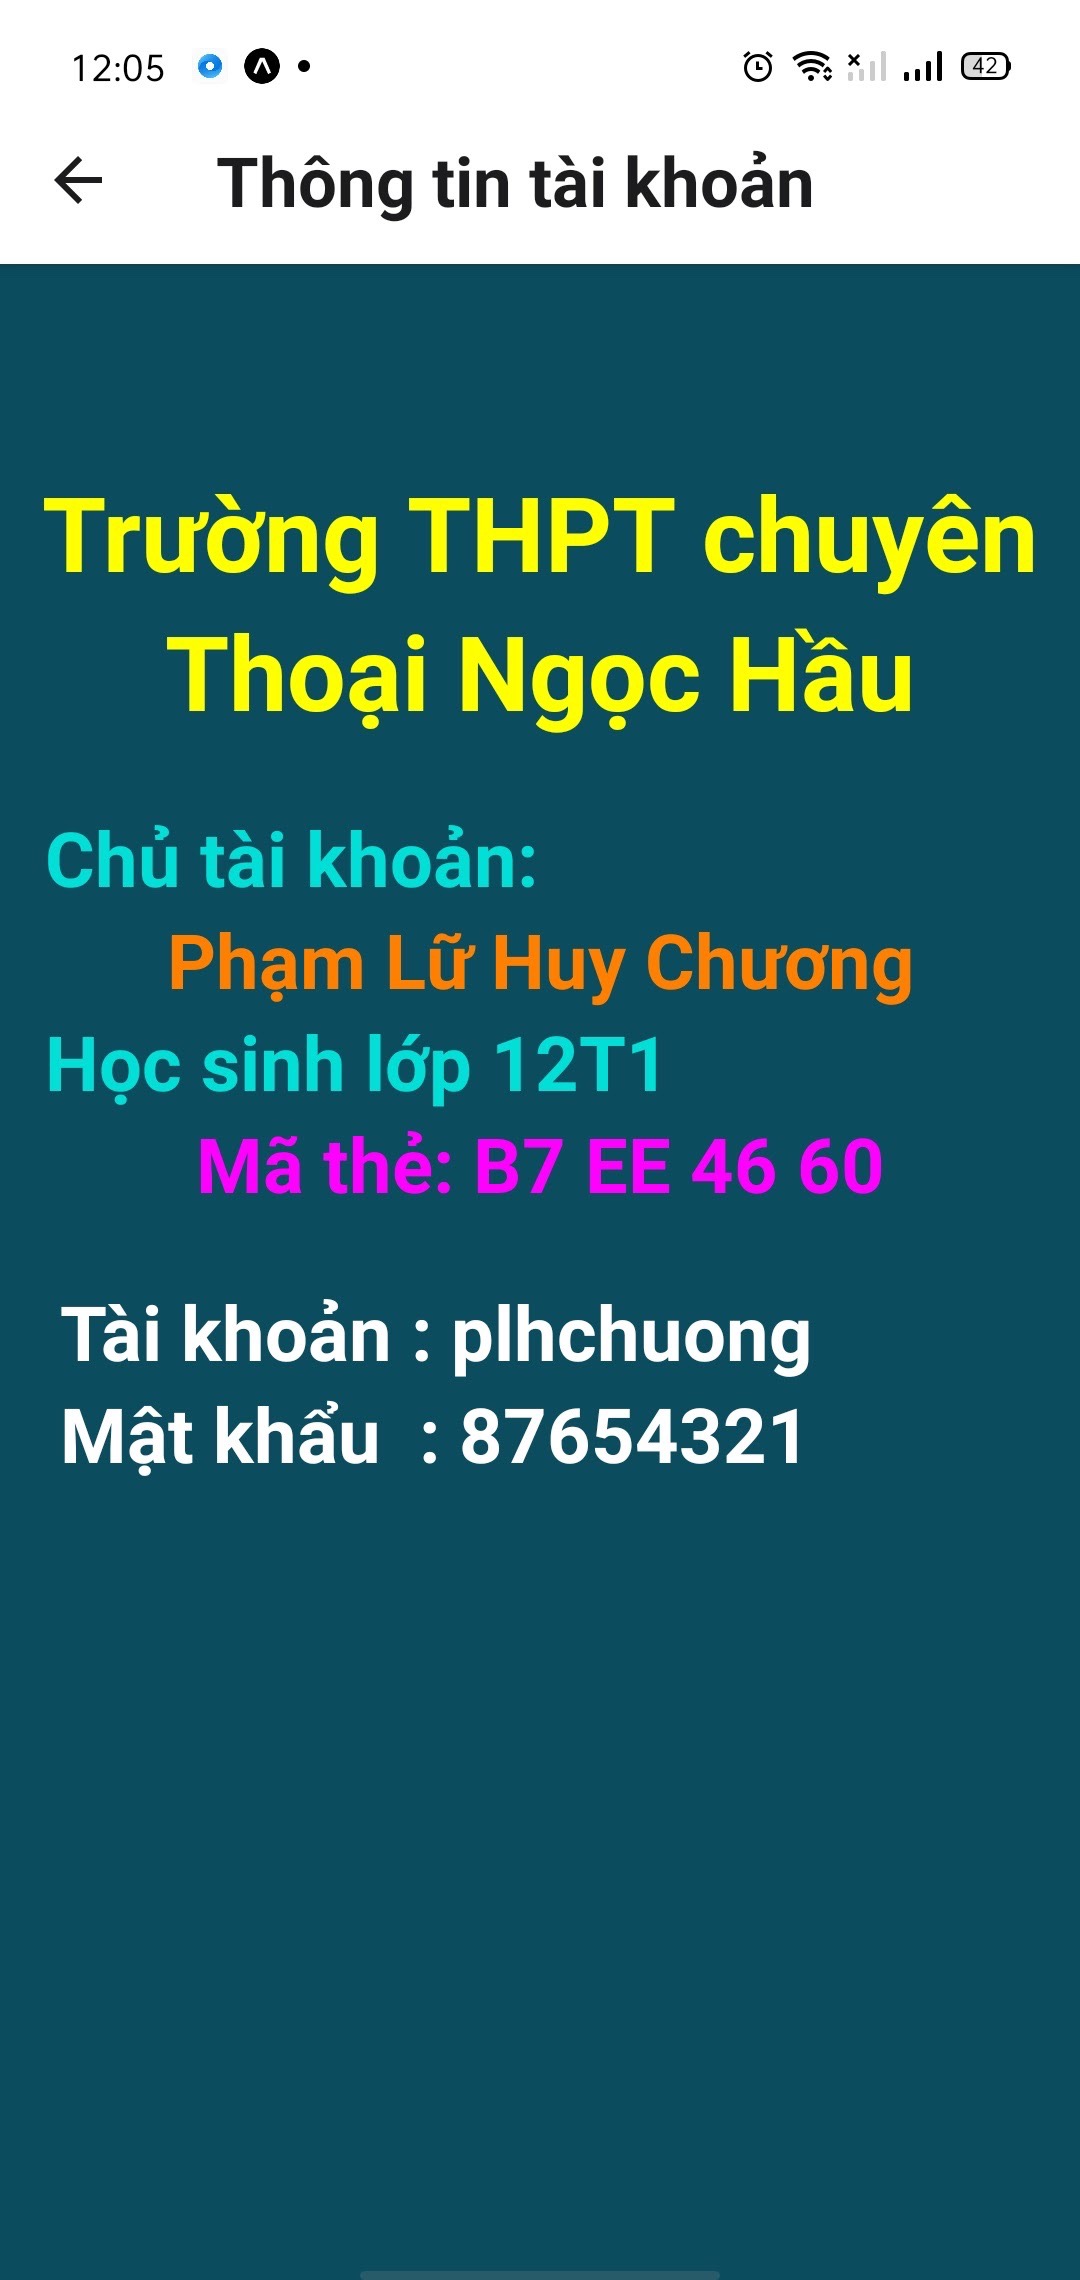 12:05
42
Thông tin tài khoản
Trường THPT chuyên
Thoại Ngọc Hầu
Chủ tài khoản:
Phạm Lữ Huy Chương
Học sinh lớp 12T1
Mã thẻ: B7 EE 46 60
Tài khoản : plhchuong
Mật khẩu  : 87654321